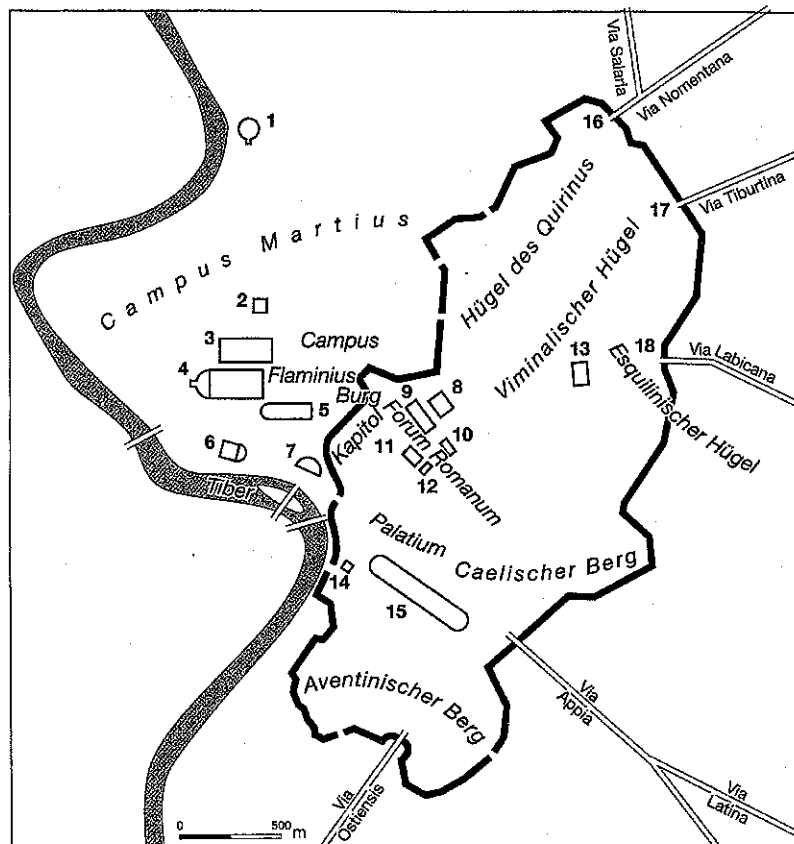 Via Salaria
Via Nomentana
1
16
Via Tiburtina
17
Campus Martius
Hügel des Quirinus
Viminalischer Hügel
2
3
Campus
4
Flaminius
5
Burg
9
8
13
18
Via Labicana
Esquilinischer Hügel
Kapitol
Forum Romanum
10
6
7
11
12
Tiber
Palatium
Caelischer Berg
14
15
Aventinischer Berg
Via Appia
Via Latina
Via Ostiensis
0 500 m